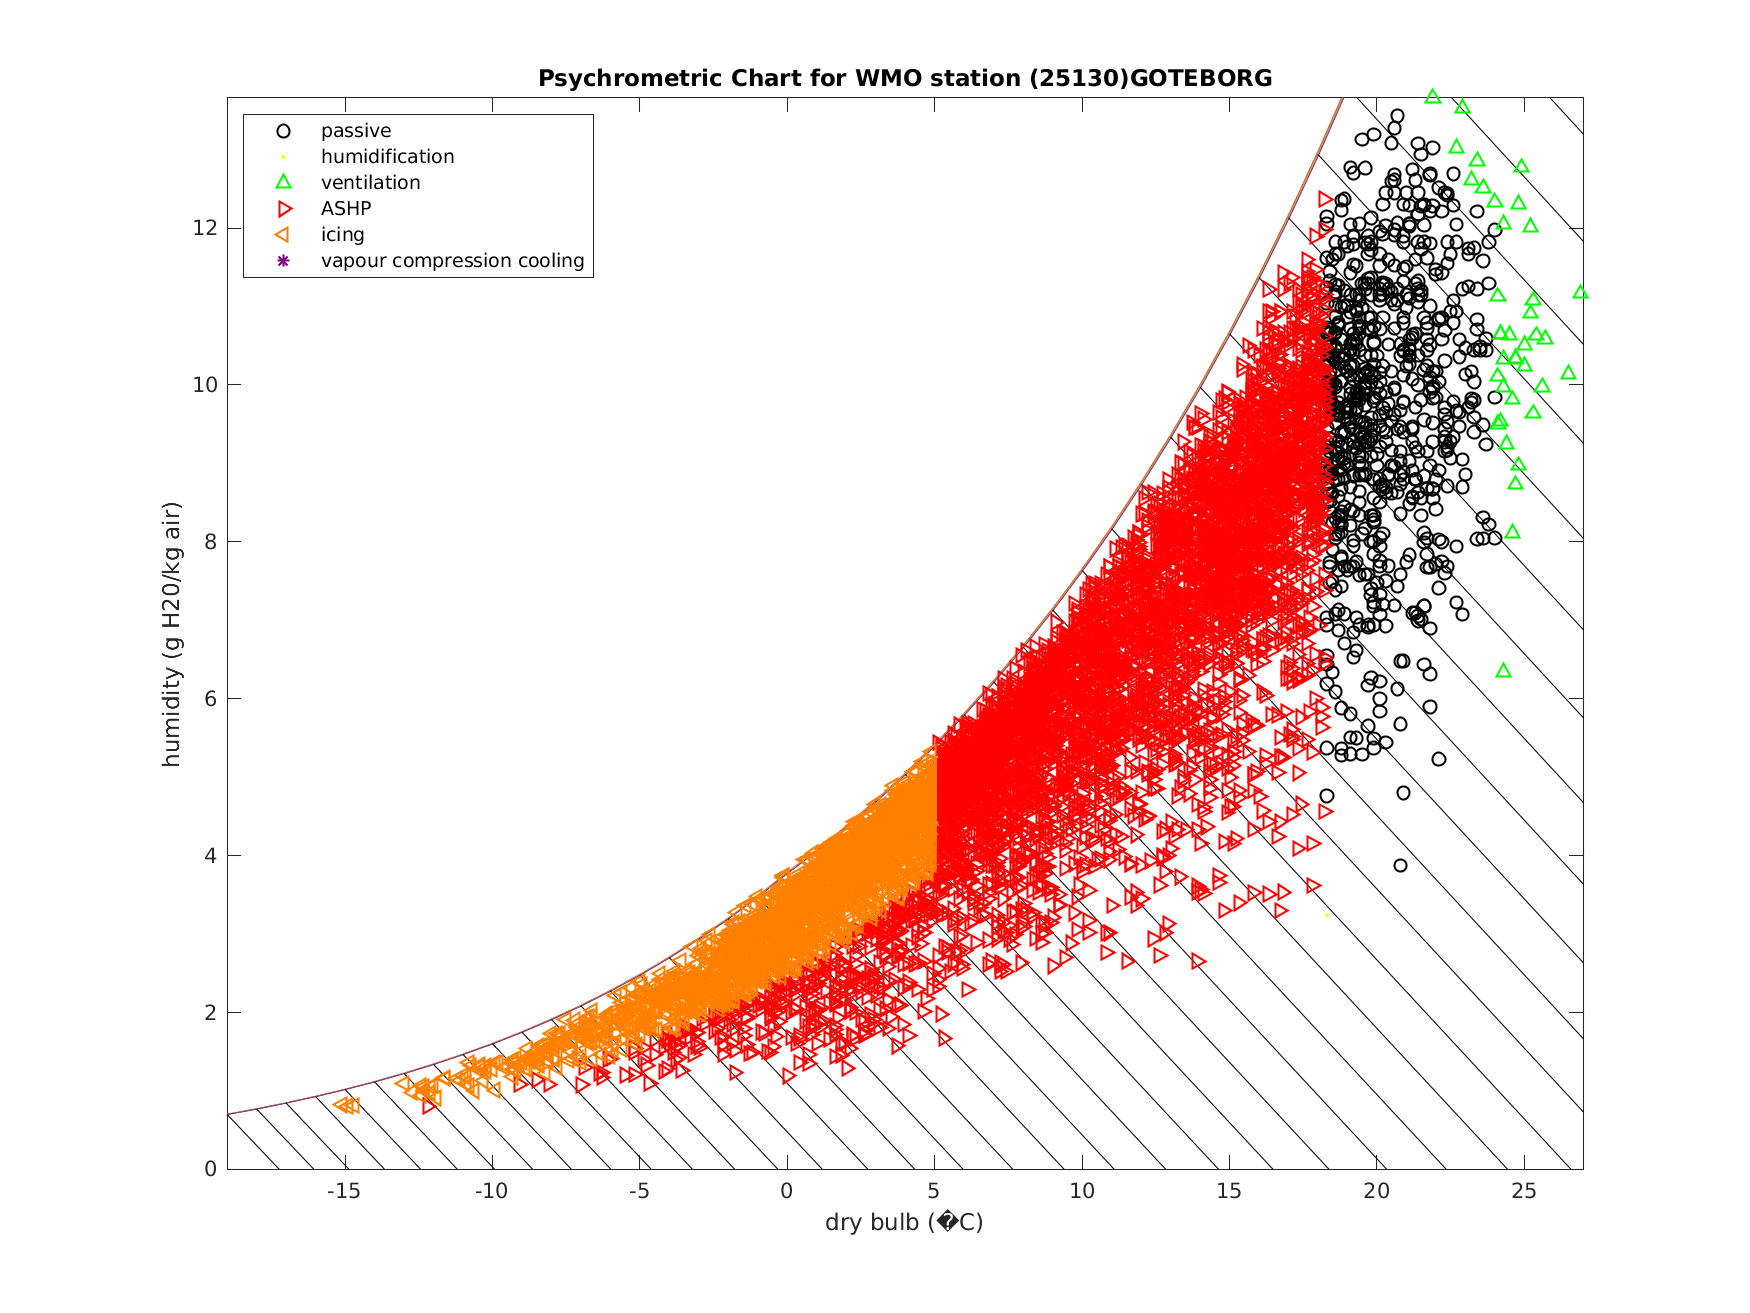 Psychrometric Chart for WMO station (25130)GOTEBORG
passive
humidification
ventilation
ASHP
icing
vapour compression cooling
humidity (g H20/kg air)
12
10
8
6
4
2
0
-15 -10 -5 0 5 10 15 20 25
dry bulb (�C)